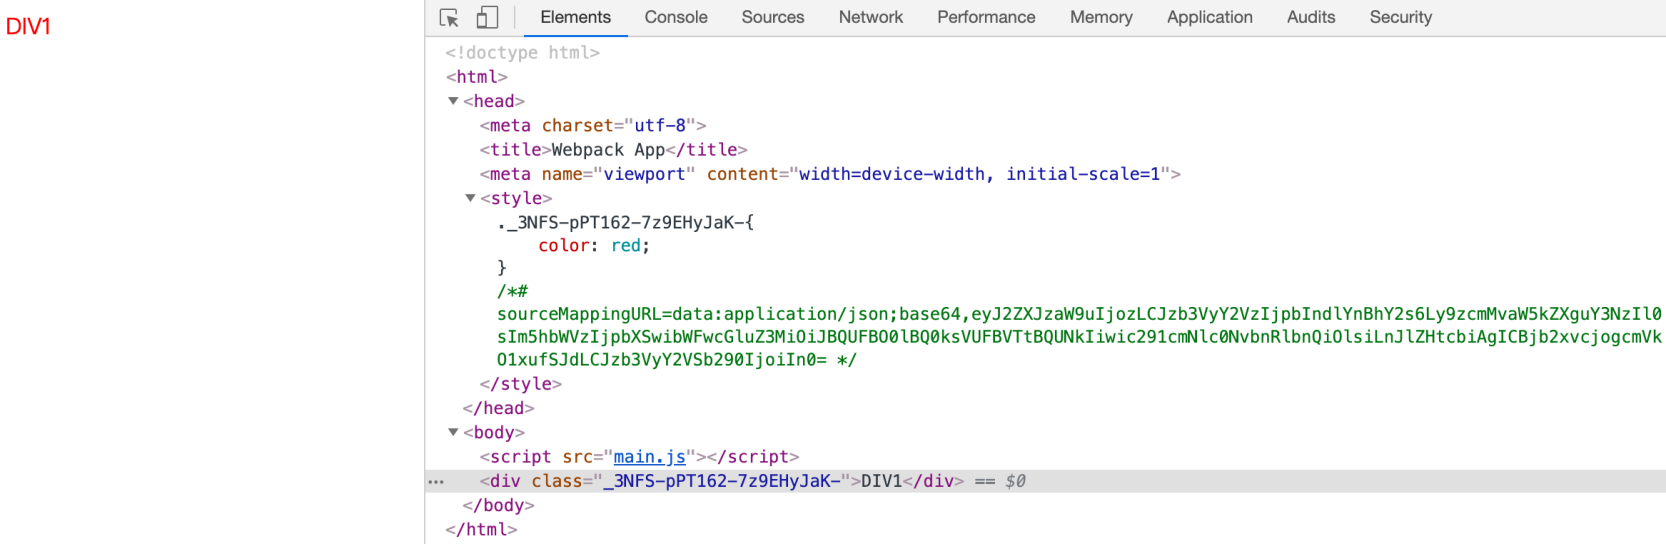 DIV1
Elements Console Sources Network Performance Memory Application Audits Security
<!doctype html>
<html>
<head>
<meta charset="utf-8">
<title>Webpack App</title>
<meta name="viewport" content="width=device-width, initial-scale=1">
<style>
._3NFS-pPT162-7z9EHyJaK-{
color: red;
}
/*#
sourceMappingURL=data:application/json;base64,eyJ2ZXJzaW9uIjozLCJzb3VyY2VzIjpbIndlYnBhY2s6Ly9zcmMvaW5kZXguY3NzIl0
sIm5hbWVzIjpbXSwibWFwcGluZ3MiOiJBQUFBO0lBQ0ksVUFBVTtBQUNkIiwic291cmNlc0NvbnRlbnQiOlsiLnJlZHtcbiAgICBjb2xvcjogcmVk
O1xufSJdLCJzb3VyY2VSb290IjoiIn0= */
</style>
</head>
<body>
<script src="main.js"></script>
<div class="_3NFS-pPT162-7z9EHyJaK-">DIV1</div> == $0
</body>
</html>